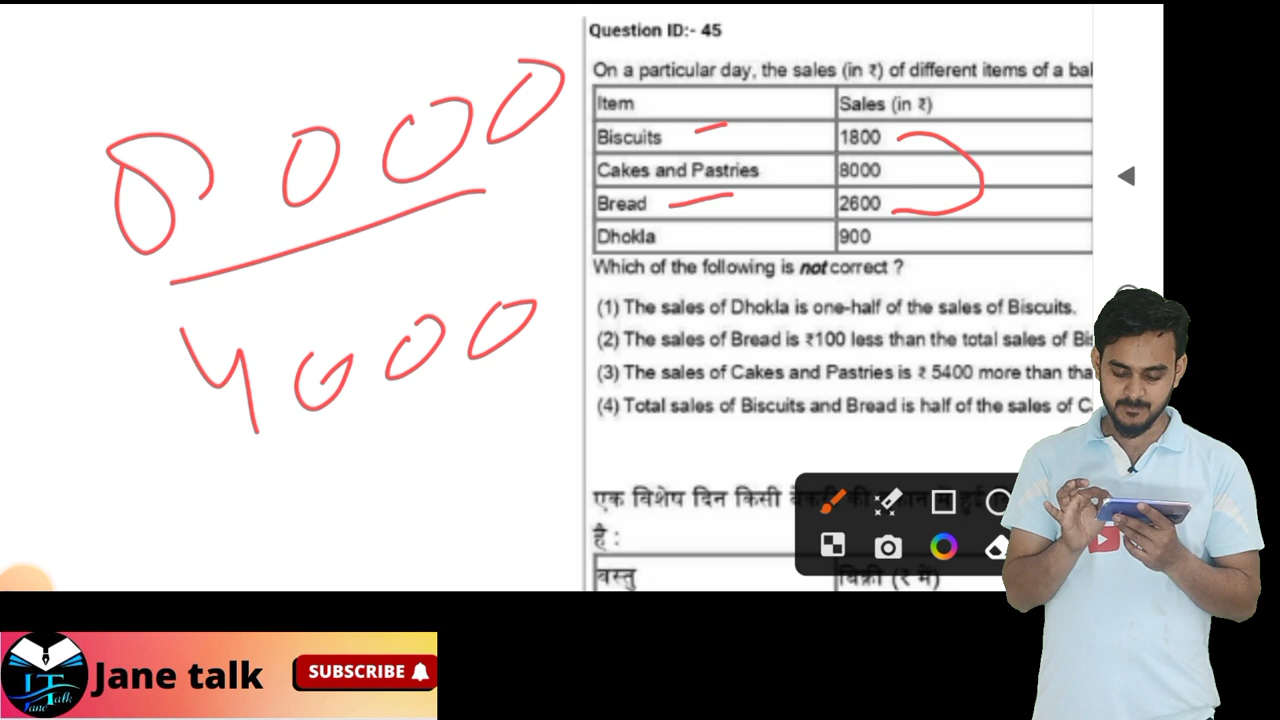 8000
4000
Question ID:- 45
On a particular day, the sales (in ₹) of different items of a
Item Sales (in ₹)
Biscuits 1800
Cakes and Pastries 8000
Bread 2600
Dhokla 900
Which of the following is not correct ?
(1) The sales of Dhokla is one-half of the sales of Biscuits.
(2) The sales of Bread is ₹100 less than the total sales of
(3) The sales of Cakes and Pastries is ₹ 5400 more than
(4) Total sales of Biscuits and Bread is half of the sales of
एक विशेष दिन किसी
है :
वस्तु बिक्री (₹ में)
Jane talk
SUBSCRIBE